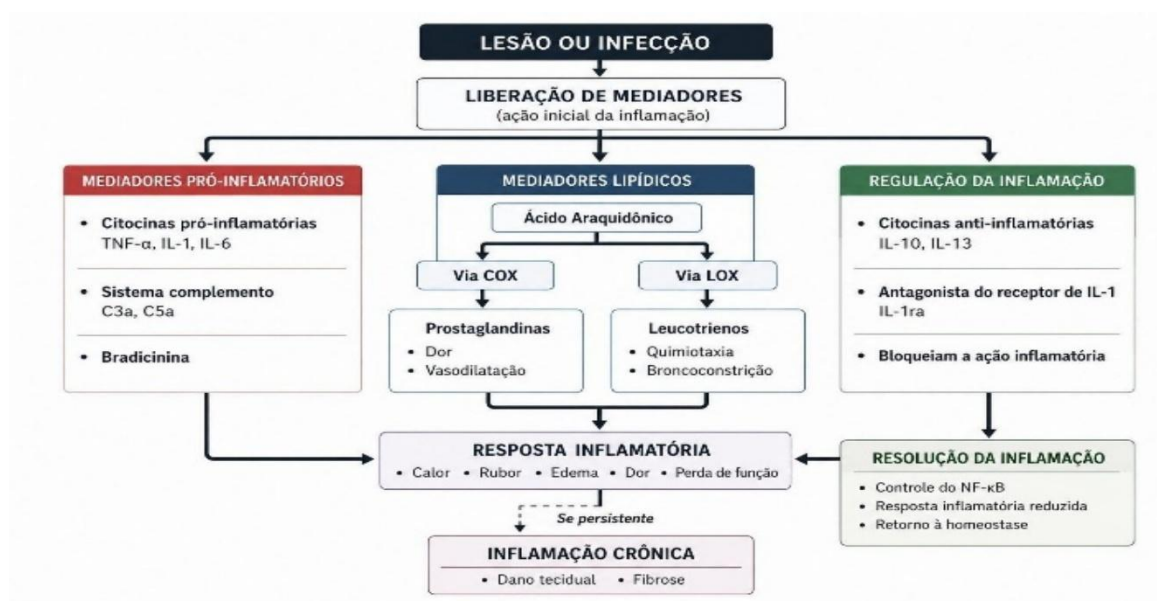 LESÃO OU INFECÇÃO
LIBERAÇÃO DE MEDIADORES
(ação inicial da inflamação)
MEDIADORES PRÓ-INFLAMATÓRIOS
• Citocinas pró-inflamatórias
TNF-α, IL-1, IL-6
• Sistema complemento
C3a, C5a
• Bradicinina
MEDIADORES LIPÍDICOS
Ácido Araquidônico
Via COX
Via LOX
Prostaglandinas
• Dor
• Vasodilatação
Leucotrienos
• Quimiotaxia
• Broncoconstrição
REGULAÇÃO DA INFLAMAÇÃO
• Citocinas anti-inflamatórias
IL-10, IL-13
• Antagonista do receptor de IL-1
IL-1ra
• Bloqueiam a ação inflamatória
RESPOSTA INFLAMATÓRIA
• Calor • Rubor • Edema • Dor • Perda de função
RESOLUÇÃO DA INFLAMAÇÃO
• Controle do NF-κB
• Resposta inflamatória reduzida
• Retorno à homeostase
Se persistente
INFLAMAÇÃO CRÔNICA
• Dano tecidual • Fibrose